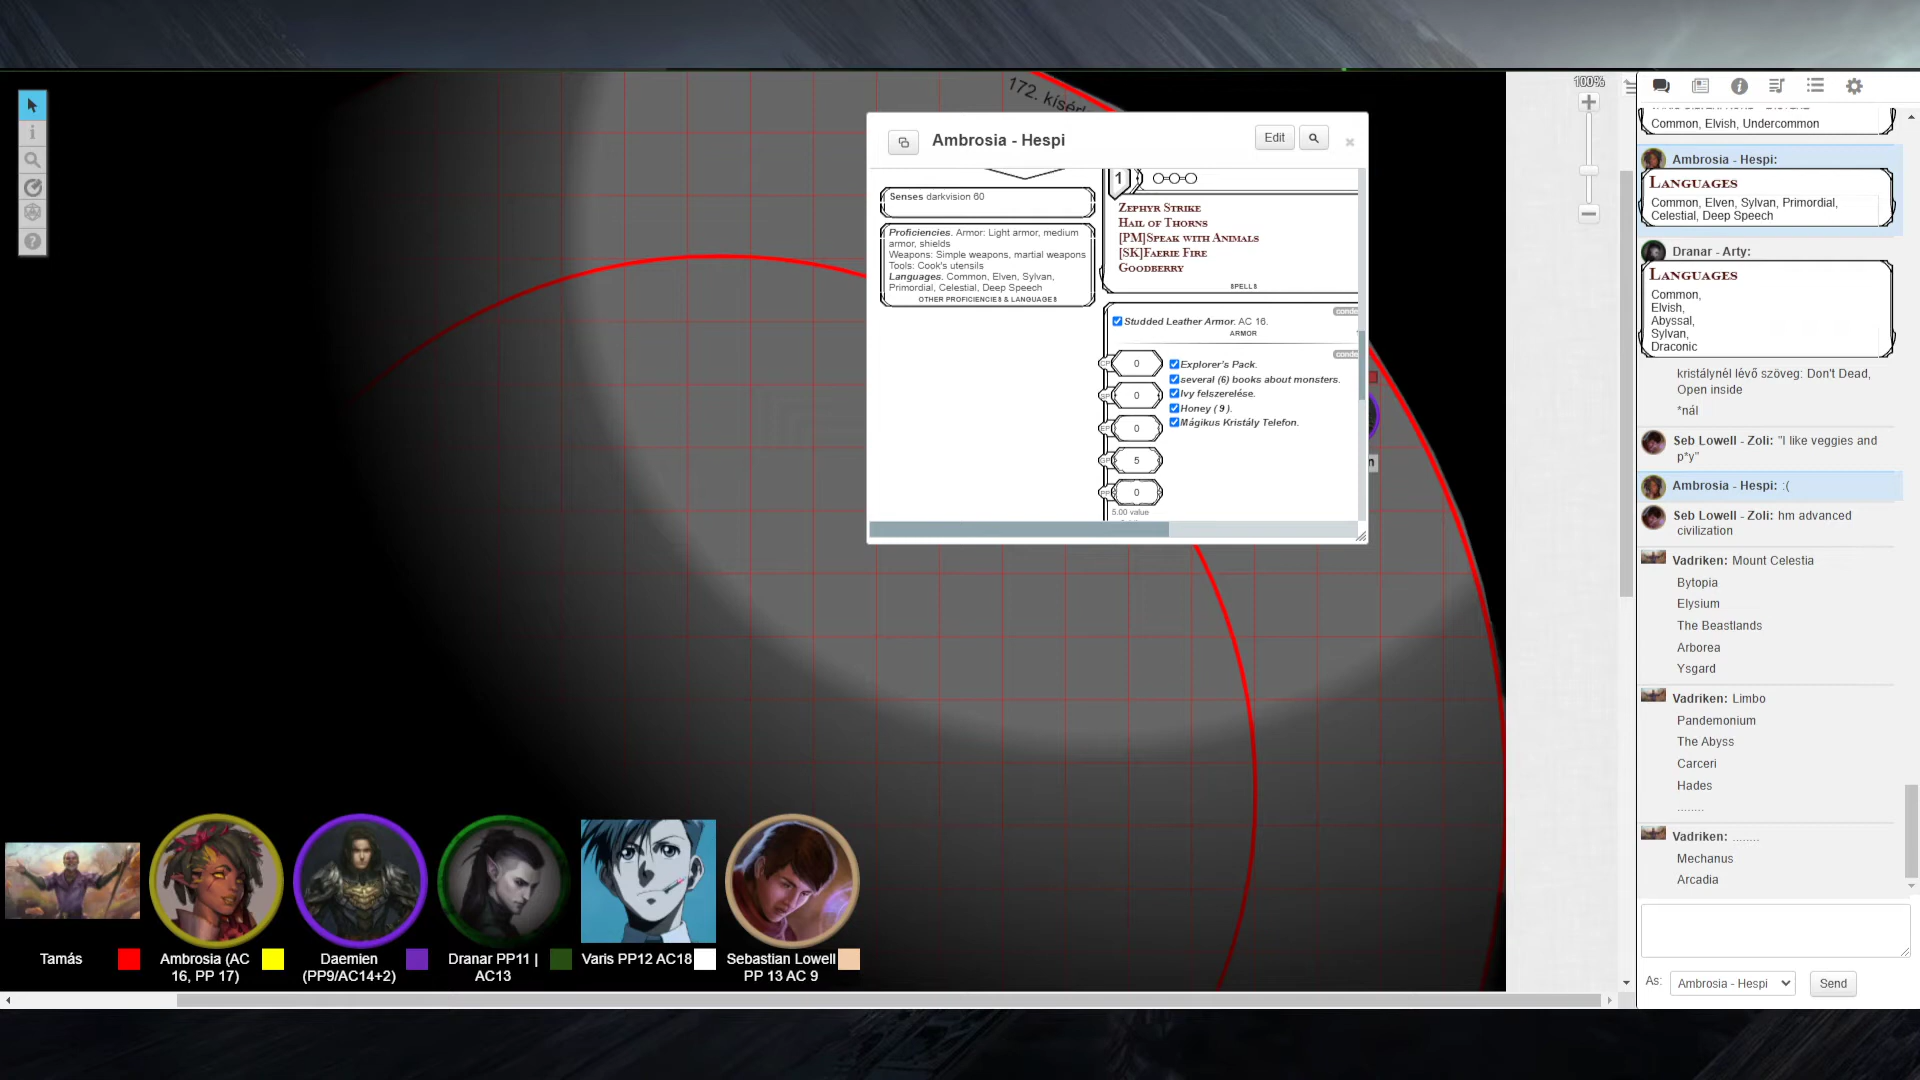 172. kísérl
100%
Ambrosia - Hespi
Edit
Senses darkvision 60
Proficiencies. Armor: Light armor, medium
armor, shields
Weapons: Simple weapons, martial weapons
Tools: Cook's utensils
Languages. Common, Elven, Sylvan,
Primordial, Celestial, Deep Speech
OTHER PROFICIENCIES & LANGUAGES
1
ZEPHYR STRIKE
HAIL OF THORNS
[PM]SPEAK WITH ANIMALS
[SK]FAERIE FIRE
GOODBERRY
SPELLS
conde
Studded Leather Armor. AC 16.
ARMOR
conde
CP 0
SP 0
EP 0
GP 5
PP 0
5.00 value
Explorer's Pack.
several (6) books about monsters.
Ivy felszerelése.
Honey ( 9 ).
Mágikus Kristály Telefon.
Common, Elvish, Undercommon
Ambrosia - Hespi:
LANGUAGES
Common, Elven, Sylvan, Primordial,
Celestial, Deep Speech
Dranar - Arty:
LANGUAGES
Common,
Elvish,
Abyssal,
Sylvan,
Draconic
kristálynél lévő szöveg: Don't Dead,
Open inside
*nál
Seb Lowell - Zoli: "I like veggies and
p*y"
Ambrosia - Hespi: :(
Seb Lowell - Zoli: hm advanced
civilization
Vadriken: Mount Celestia
Bytopia
Elysium
The Beastlands
Arborea
Ysgard
Vadriken: Limbo
Pandemonium
The Abyss
Carceri
Hades
........
Vadriken: ........
Mechanus
Arcadia
As: Ambrosia - Hespi
Send
Tamás
Ambrosia (AC
16, PP 17)
Daemien
(PP9/AC14+2)
Dranar PP11 |
AC13
Varis PP12 AC18
Sebastian Lowell
PP 13 AC 9